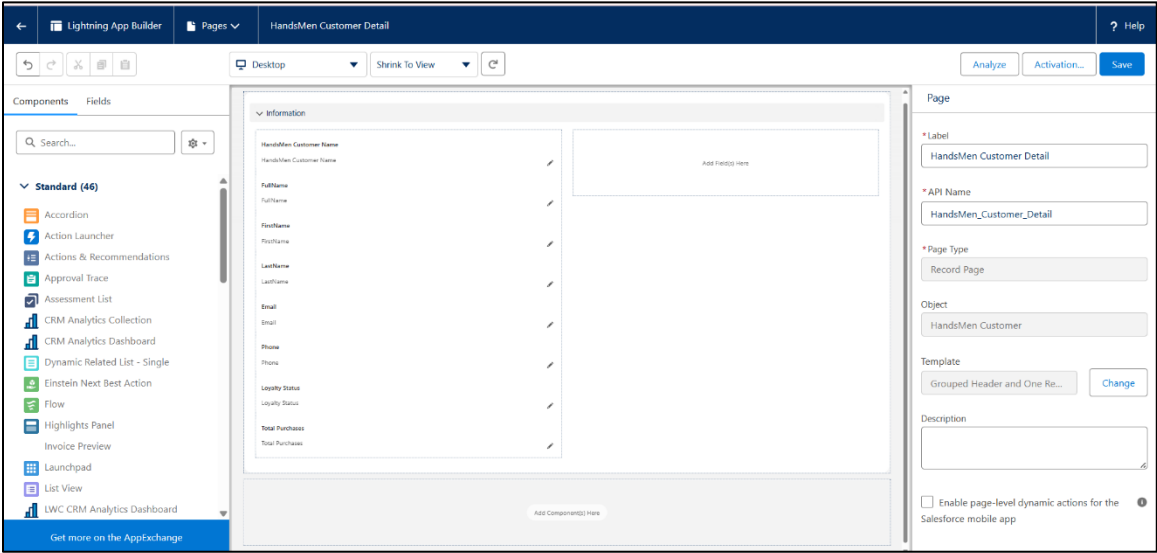 Lightning App Builder
Pages
HandsMen Customer Detail
? Help
Desktop
Shrink To View
Analyze
Activation...
Save
Components
Fields
Search...
Standard (46)
Accordion
Action Launcher
Actions & Recommendations
Approval Trace
Assessment List
CRM Analytics Collection
CRM Analytics Dashboard
Dynamic Related List - Single
Einstein Next Best Action
Flow
Highlights Panel
Invoice Preview
Launchpad
List View
LWC CRM Analytics Dashboard
Get more on the AppExchange
Information
HandsMen Customer Name
HandsMen Customer Name
FullName
FullName
FirstName
FirstName
LastName
LastName
Email
Email
Phone
Phone
Loyalty Status
Loyalty Status
Total Purchases
Total Purchases
Add Field(s) Here
Add Component(s) Here
Page
*Label
HandsMen Customer Detail
*API Name
HandsMen_Customer_Detail
*Page Type
Record Page
Object
HandsMen Customer
Template
Grouped Header and One Re...
Change
Description
Enable page-level dynamic actions for the
Salesforce mobile app